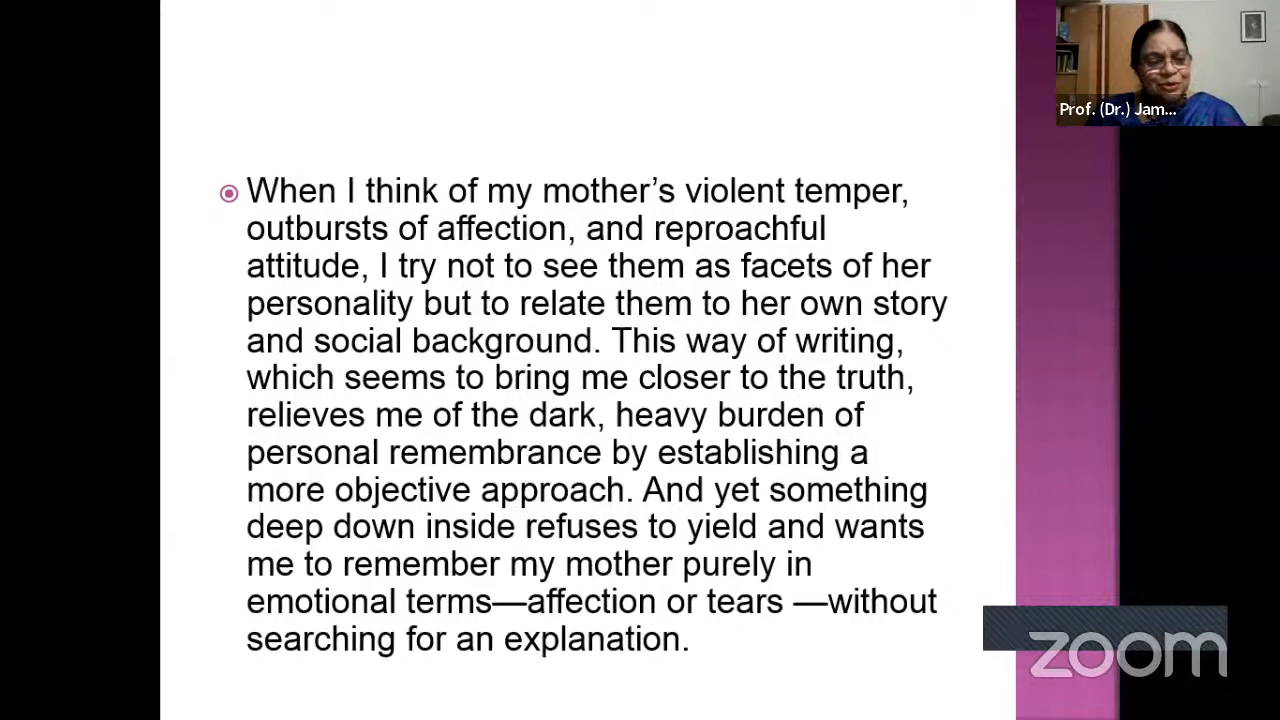 Prof. (Dr.) Jam...
When I think of my mother’s violent temper,
outbursts of affection, and reproachful
attitude, I try not to see them as facets of her
personality but to relate them to her own story
and social background. This way of writing,
which seems to bring me closer to the truth,
relieves me of the dark, heavy burden of
personal remembrance by establishing a
more objective approach. And yet something
deep down inside refuses to yield and wants
me to remember my mother purely in
emotional terms—affection or tears —without
searching for an explanation.
zoom